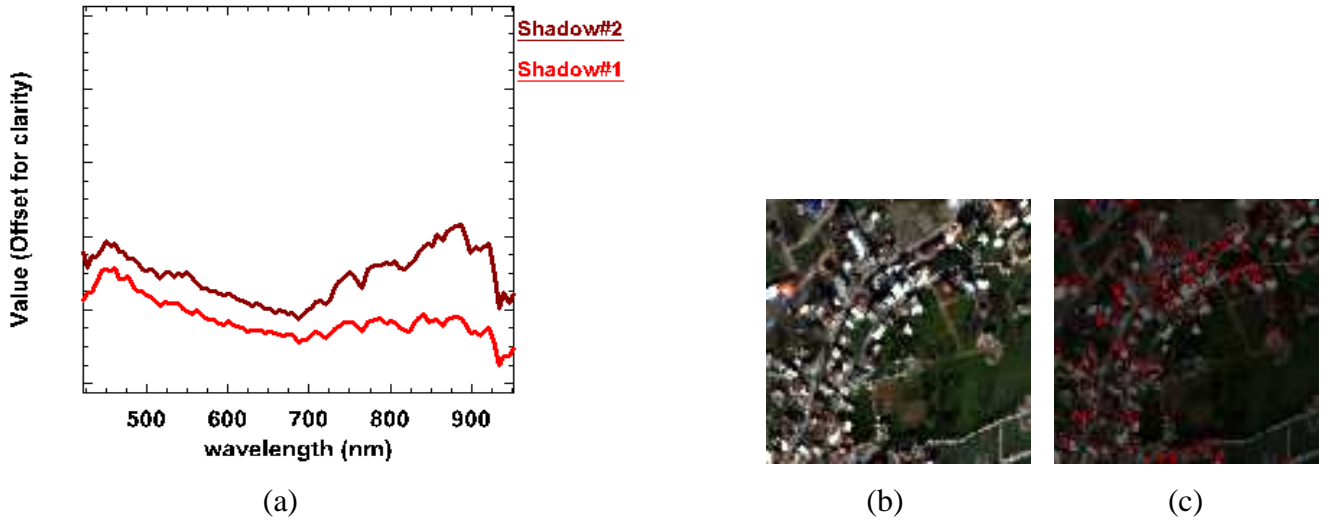 Shadow#2
Shadow#1
Value (Offset for clarity)
500 600 700 800 900
wavelength (nm)
(a) (b) (c)